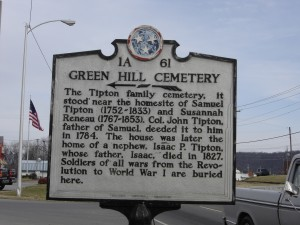 1A 61
GREEN HILL CEMETERY
The Tipton family cemetery, it
stood near the homesite of Samuel
Tipton (1752-1833) and Susannah
Reneau (1767-1853). Col. John Tipton,
father of Samuel, deeded it to him
in 1784. The house was later the
home of a nephew, Isaac P. Tipton,
whose father, Isaac, died in 1827.
Soldiers of all wars from the Revo-
lution to World War I are buried
here.